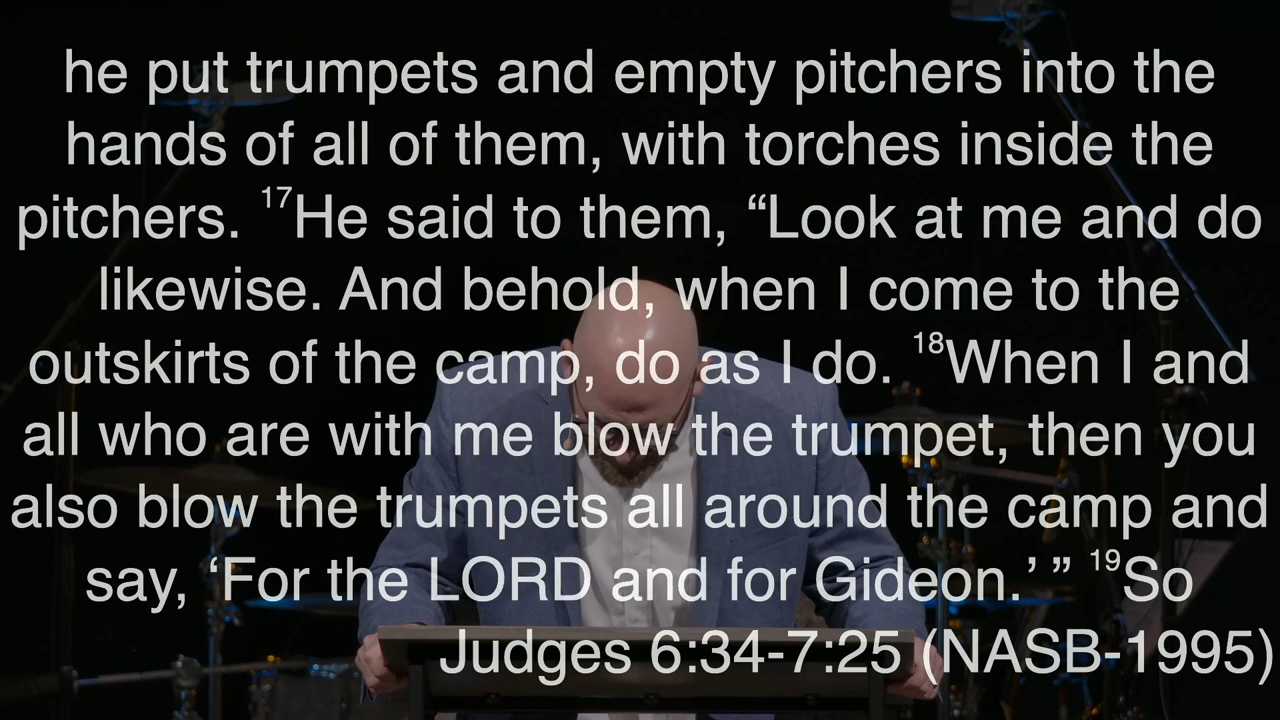 he put trumpets and empty pitchers into the
hands of all of them, with torches inside the
pitchers. 17He said to them, “Look at me and do
likewise. And behold, when I come to the
outskirts of the camp, do as I do. 18When I and
all who are with me blow the trumpet, then you
also blow the trumpets all around the camp and
say, ‘For the LORD and for Gideon.’ ” 19So
Judges 6:34-7:25 (NASB-1995)